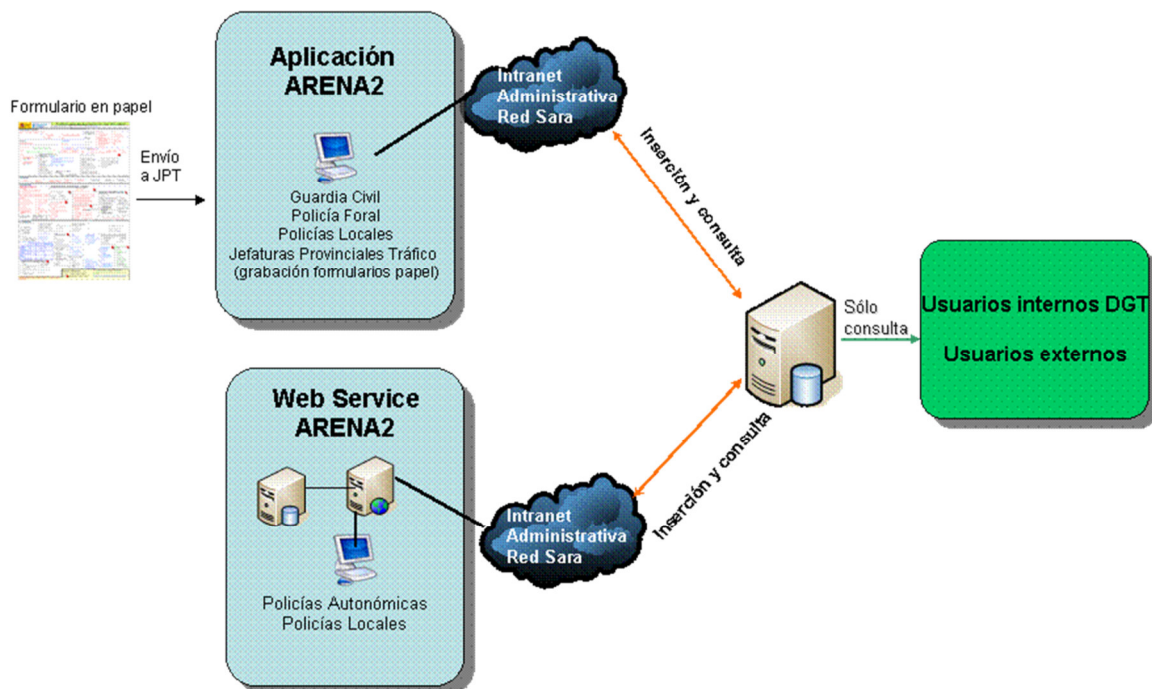 Formulario en papel
Envío
a JPT
Aplicación
ARENA2
Guardia Civil
Policía Foral
Policías Locales
Jefaturas Provinciales Tráfico
(grabación formularios papel)
Intranet
Administrativa
Red Sara
Inserción y consulta
Web Service
ARENA2
Policías Autonómicas
Policías Locales
Intranet
Administrativa
Red Sara
Inserción y consulta
Sólo
consulta
Usuarios internos DGT
Usuarios externos